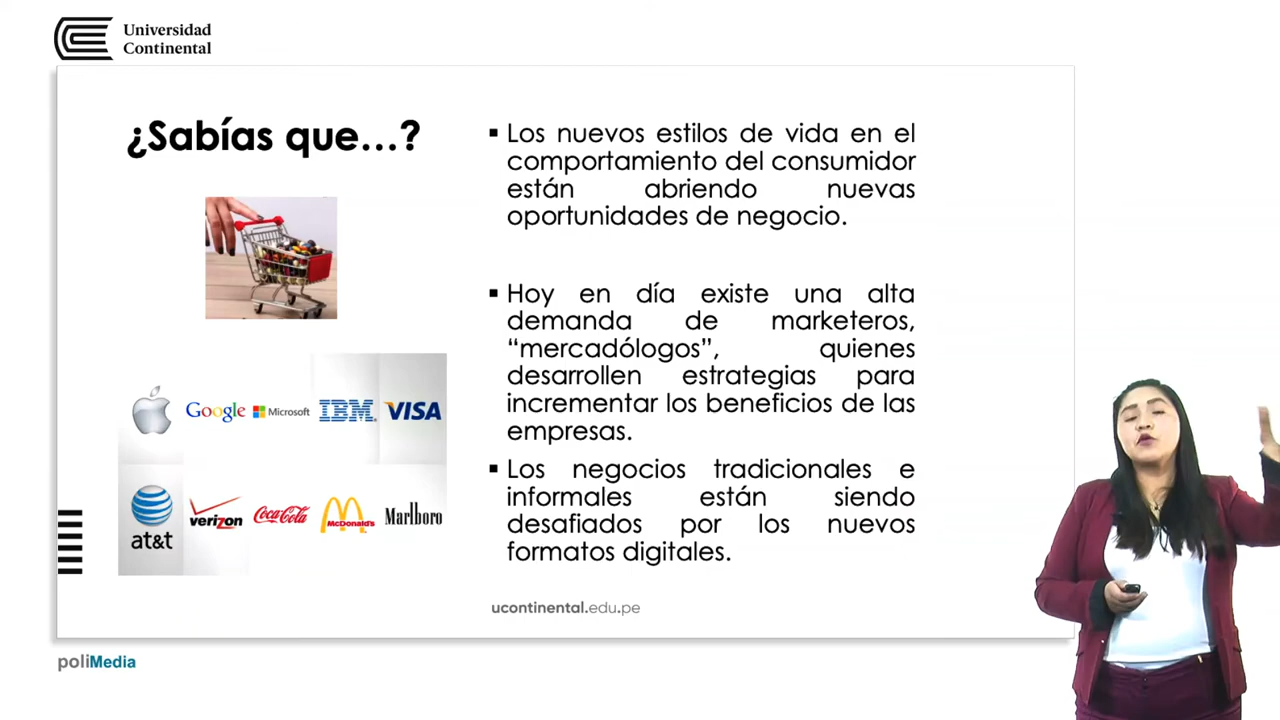 Universidad
Continental
¿Sabías que...?
▪ Los nuevos estilos de vida en el
comportamiento del consumidor
están abriendo nuevas
oportunidades de negocio.
▪ Hoy en día existe una alta
demanda de marketeros,
“mercadólogos”, quienes
desarrollen estrategias para
incrementar los beneficios de las
empresas.
▪ Los negocios tradicionales e
informales están siendo
desafiados por los nuevos
formatos digitales.
Google Microsoft IBM VISA
at&t verizon Coca-Cola McDonald's Marlboro
ucontinental.edu.pe
poliMedia